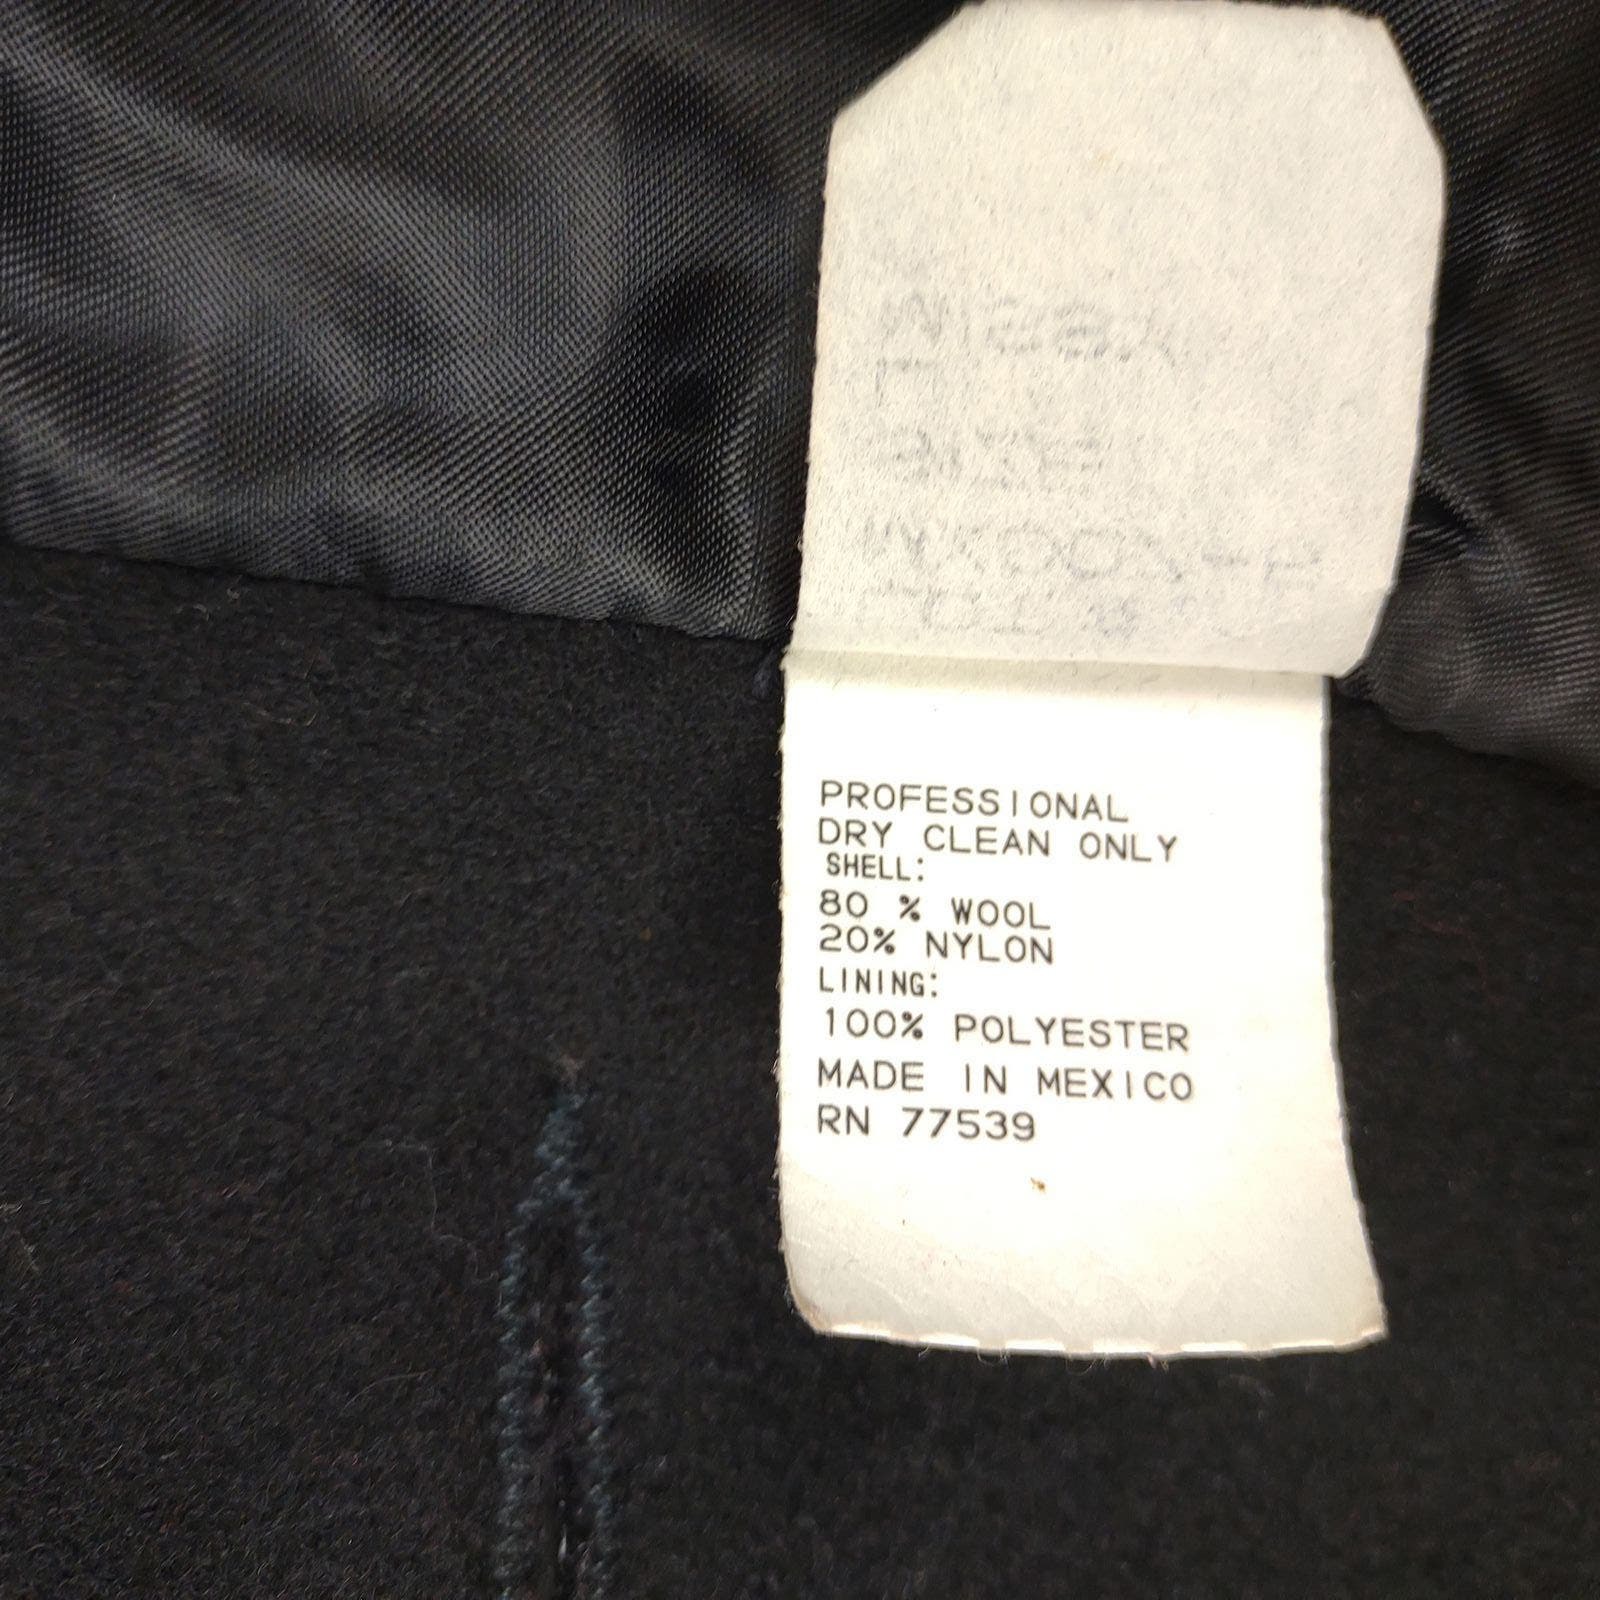 PROFESSIONAL
DRY CLEAN ONLY
SHELL:
80 % WOOL
20% NYLON
LINING:
100% POLYESTER
MADE IN MEXICO
RN 77539